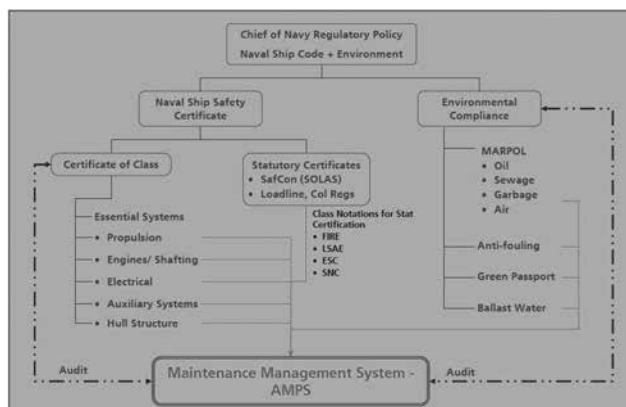 Chief of Navy Regulatory Policy
Naval Ship Code + Environment
Naval Ship Safety
Certificate
Environmental
Compliance
Certificate of Class
Statutory Certificates
• SafCon (SOLAS)
• Loadline, Col Regs
MARPOL
• Oil
• Sewage
• Garbage
• Air
Essential Systems
• Propulsion
• Engines/ Shafting
• Electrical
• Auxiliary Systems
• Hull Structure
Class Notations for Stat
Certification
• FIRE
• LSAE
• ESC
• SNC
Anti-fouling
Green Passport
Ballast Water
Audit
Maintenance Management System -
AMPS
Audit